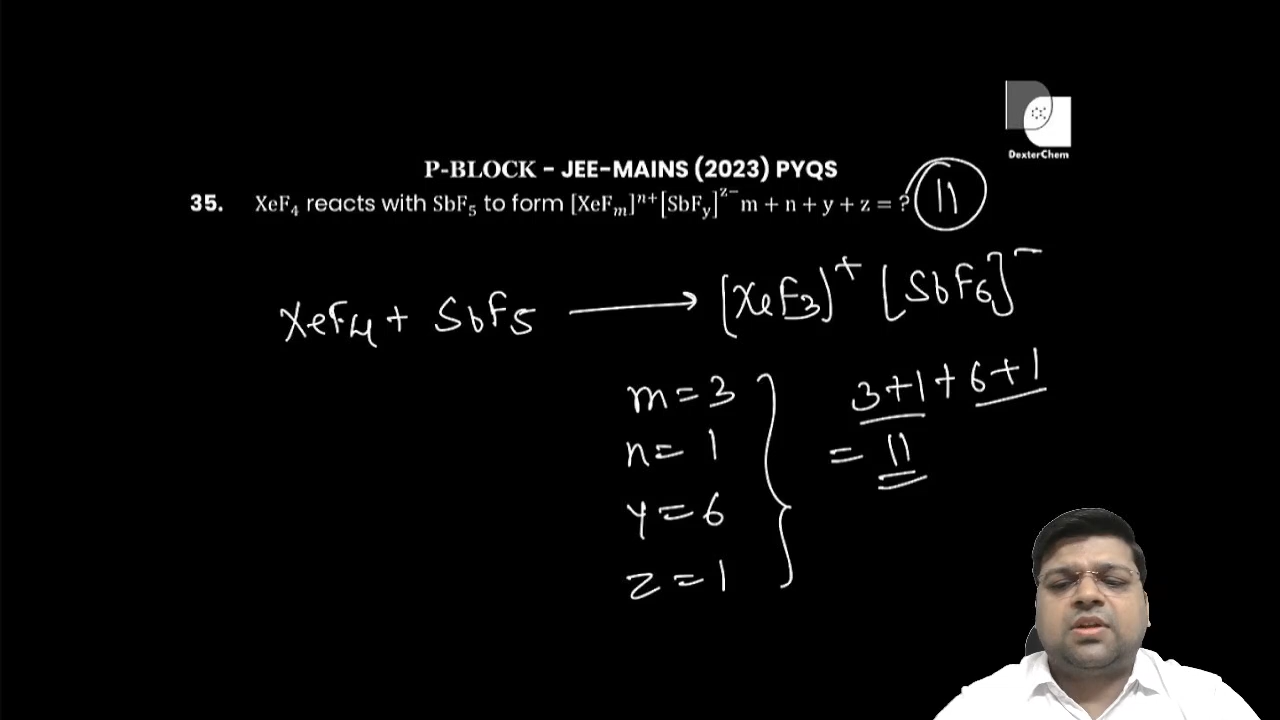 DexterChem
P-BLOCK - JEE-MAINS (2023) PYQS
35. XeF₄ reacts with SbF₅ to form [XeFₘ]ⁿ⁺[SbF_y]ᶻ⁻ m + n + y + z = ? 11
XeF₄ + SbF₅ ⟶ [XeF₃)⁺ [SbF₆]⁻
m = 3
n = 1
y = 6
z = 1
3+1+6+1
= 11